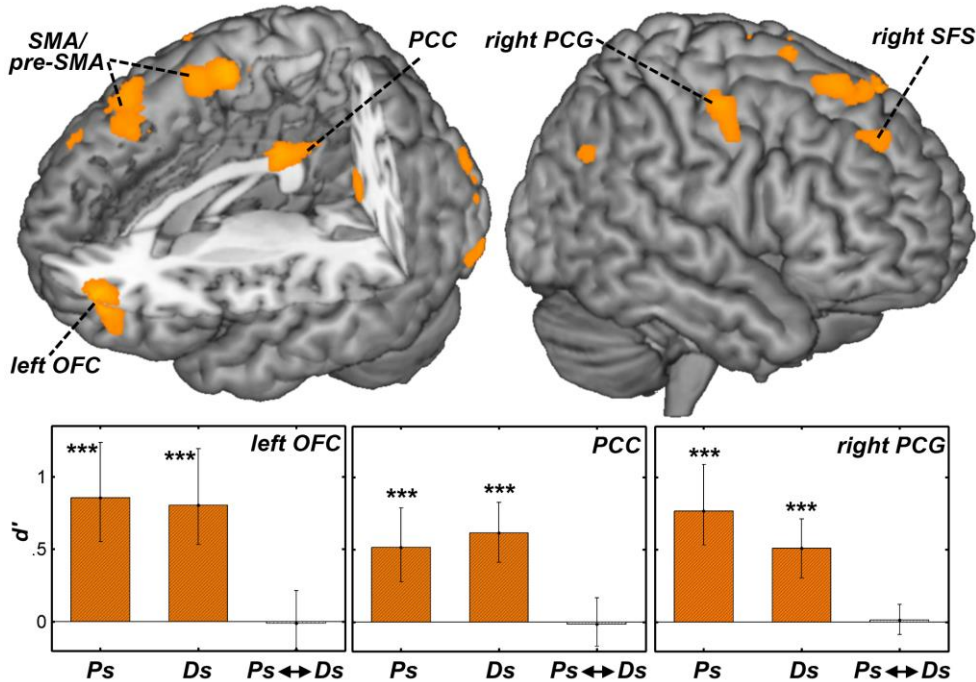 SMA/
pre-SMA
PCC
right PCG
right SFS
left OFC
left OFC
PCC
right PCG
***
***
***
***
***
***
1
.5
0
d'
Ps Ds Ps↔Ds
Ps Ds Ps↔Ds
Ps Ds Ps↔Ds